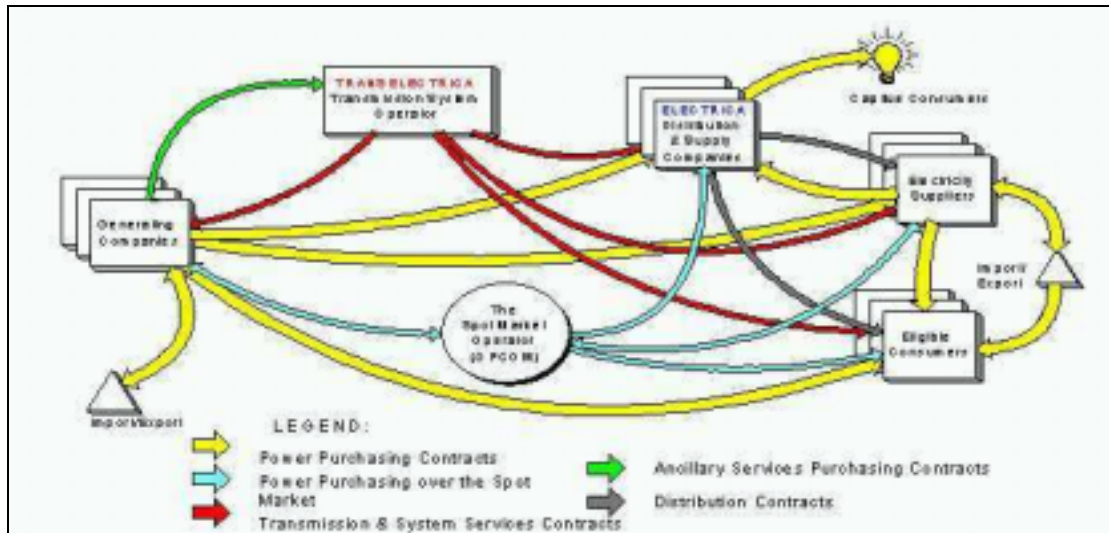 TRANSELECTRICA
Transmission System
Operator
ELECTRICA
Distribution
& Supply
Companies
Captive Consumers
Electricity
Suppliers
Generating
Companies
Import/
Export
The
Spot Market
Operator
(OPCOM)
Eligible
Consumers
Import/Export
LEGEND:
Power Purchasing Contracts
Power Purchasing over the Spot
Market
Transmission & System Services Contracts
Ancillary Services Purchasing Contracts
Distribution Contracts